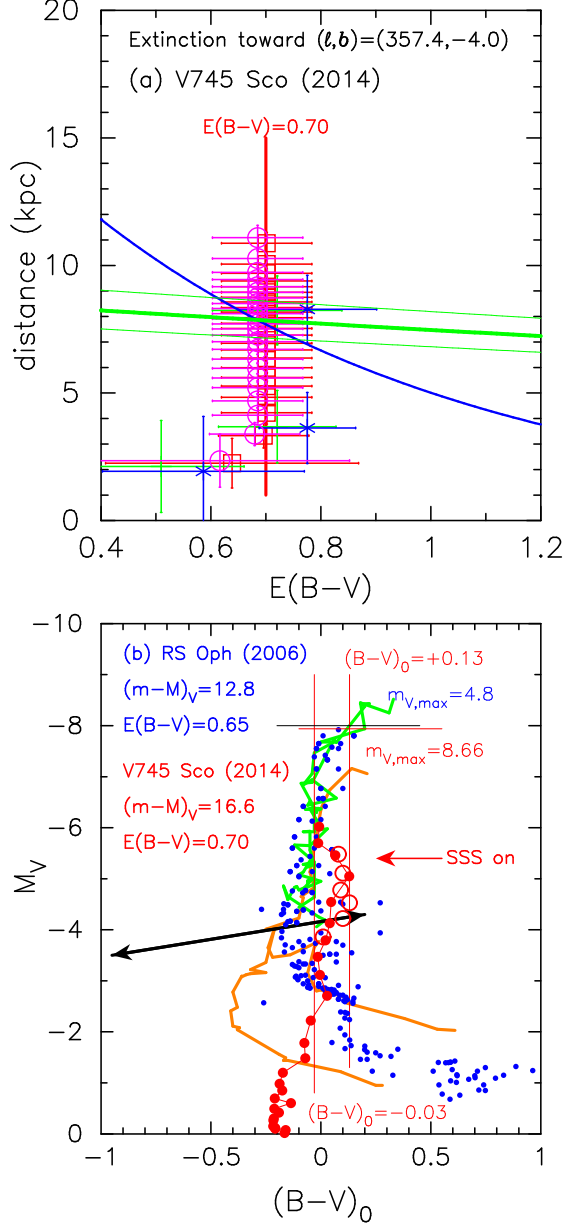 Extinction toward (ℓ,b)=(357.4,−4.0)
(a) V745 Sco (2014)
E(B−V)=0.70
distance (kpc)
20
15
10
5
0
0.4 0.6 0.8 1 1.2
E(B−V)
(b) RS Oph (2006)
(m−M)V=12.8
E(B−V)=0.65
V745 Sco (2014)
(m−M)V=16.6
E(B−V)=0.70
(B−V)0=+0.13
mV,max=4.8
mV,max=8.66
SSS on
(B−V)0=−0.03
MV
−10
−8
−6
−4
−2
0
−1 −0.5 0 0.5 1
(B−V)0